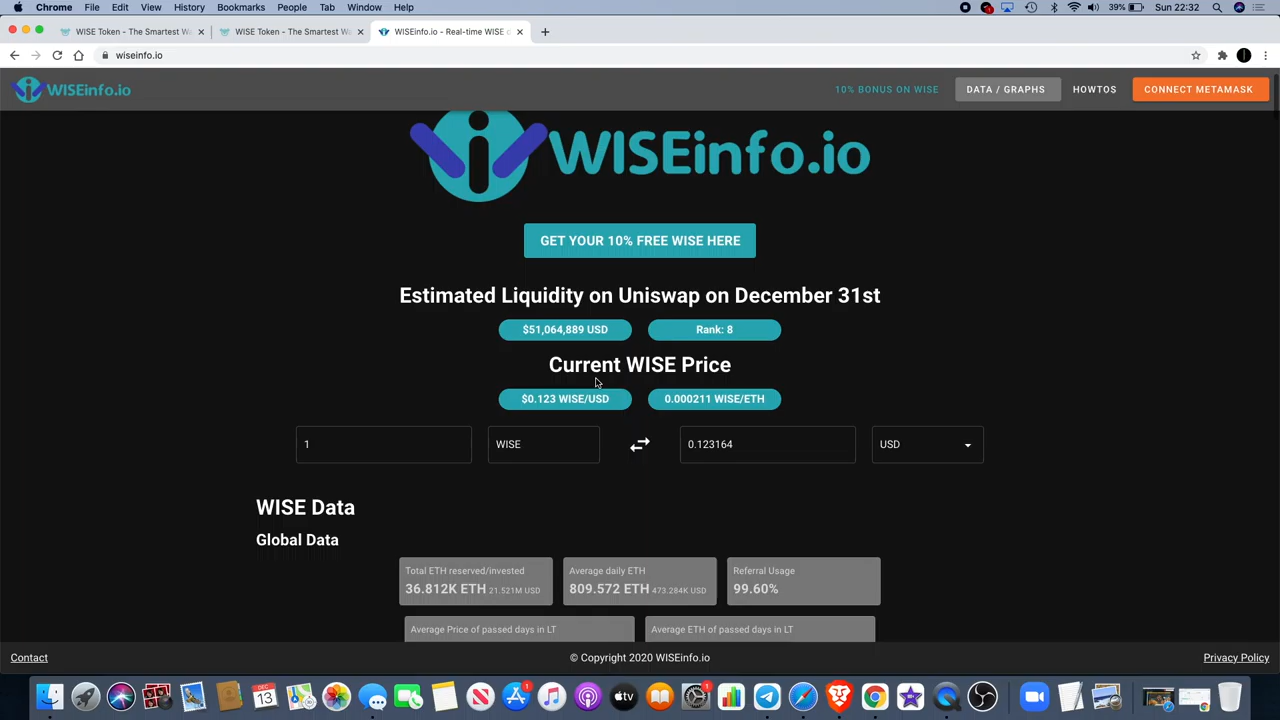 Chrome File Edit View History Bookmarks People Tab Window Help 39% Sun 22:32
WISE Token - The Smartest W
WISE Token - The Smartest W
WISEinfo.io - Real-time WISE
wiseinfo.io
WISEinfo.io
10% BONUS ON WISE
DATA / GRAPHS
HOWTOS
CONNECT METAMASK
WISEinfo.io
GET YOUR 10% FREE WISE HERE
Estimated Liquidity on Uniswap on December 31st
$51,064,889 USD
Rank: 8
Current WISE Price
$0.123 WISE/USD
0.000211 WISE/ETH
1
WISE
0.123164
USD
WISE Data
Global Data
Total ETH reserved/invested
36.812K ETH 21.521M USD
Average daily ETH
809.572 ETH 473.284K USD
Referral Usage
99.60%
Average Price of passed days in LT
Average ETH of passed days in LT
Contact
© Copyright 2020 WISEinfo.io
Privacy Policy
DEC
13
tv
1
1